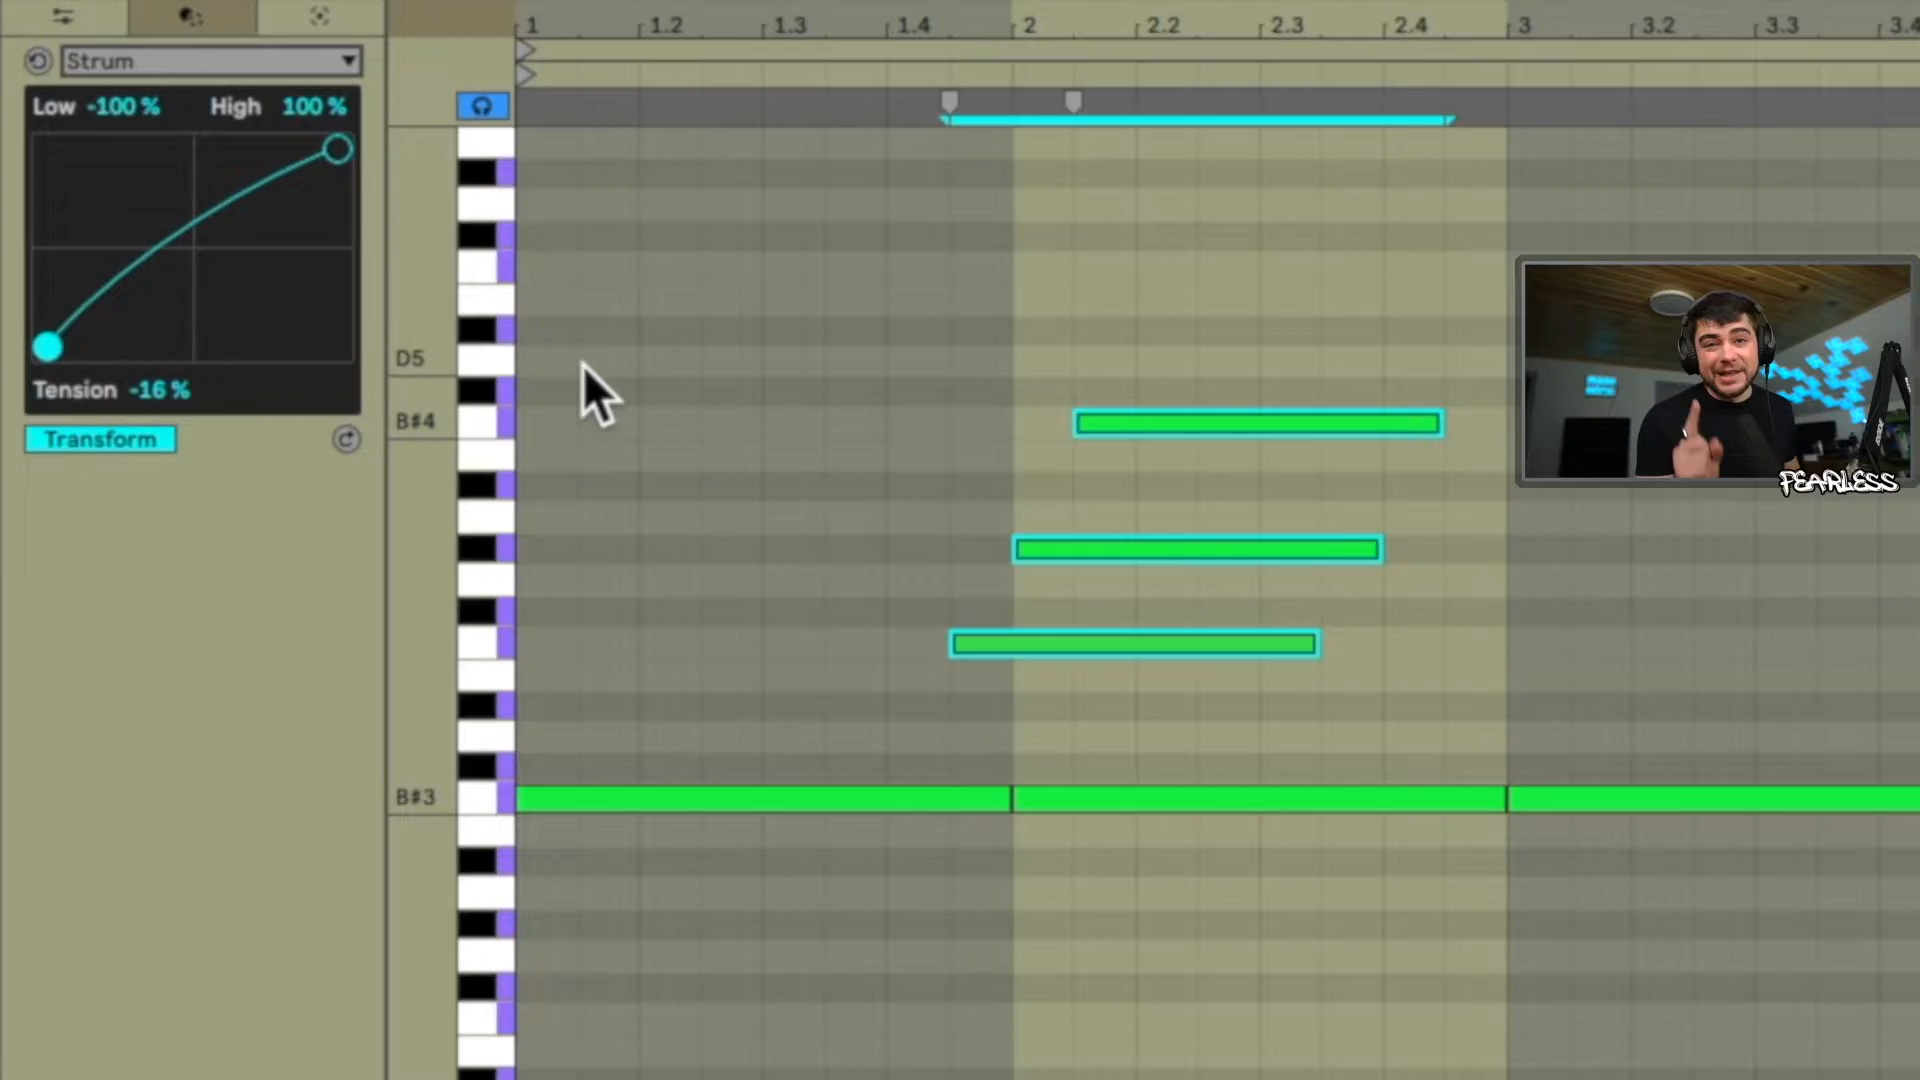 1 1.2 1.3 1.4 2 2.2 2.3 2.4 3 3.2 3.3 3.4
Strum
Low -100 % High 100 %
Tension -16 %
Transform
D5
B#4
B#3
FEARLESS